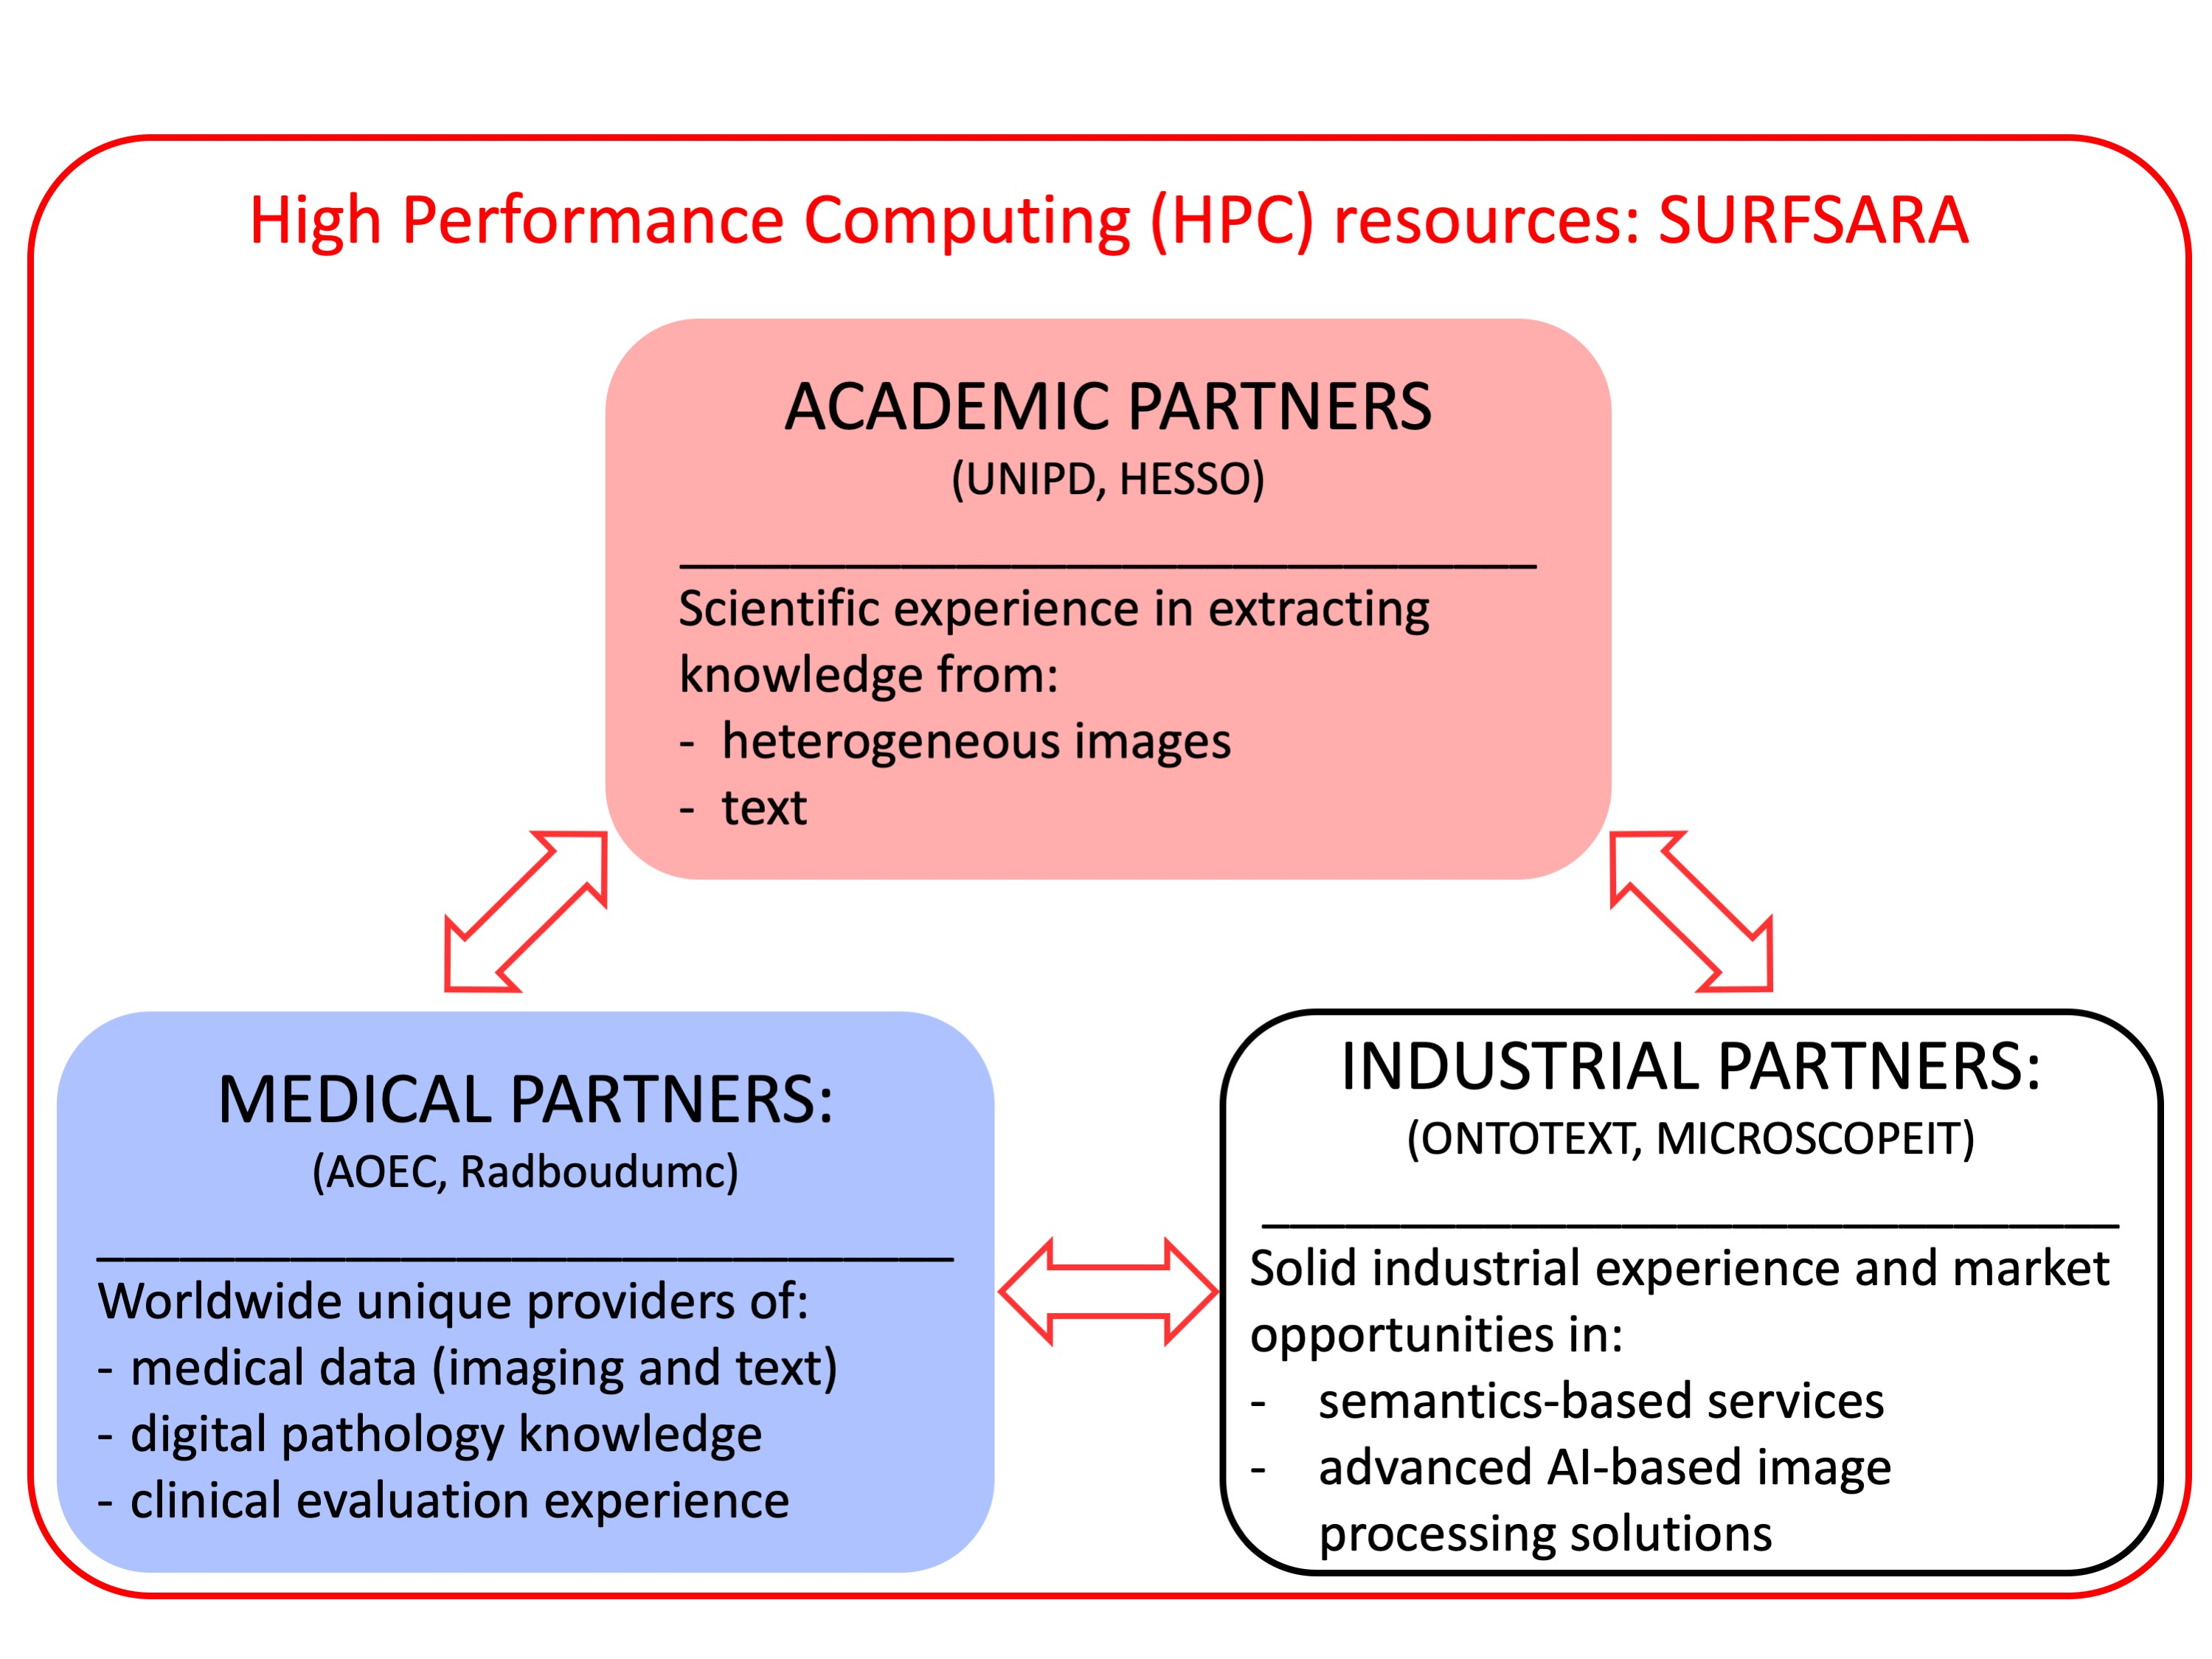 High Performance Computing (HPC) resources: SURFSARA
ACADEMIC PARTNERS
(UNIPD, HESSO)
Scientific experience in extracting
knowledge from:
- heterogeneous images
- text
MEDICAL PARTNERS:
(AOEC, Radboudumc)
Worldwide unique providers of:
- medical data (imaging and text)
- digital pathology knowledge
- clinical evaluation experience
INDUSTRIAL PARTNERS:
(ONTOTEXT, MICROSCOPEIT)
Solid industrial experience and market
opportunities in:
- semantics-based services
- advanced AI-based image
processing solutions